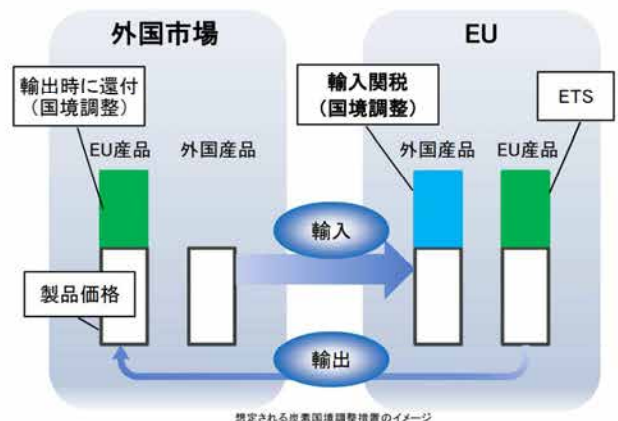 外国市場
EU
輸出時に還付
(国境調整)
輸入関税
(国境調整)
ETS
EU産品
外国産品
外国産品
EU産品
輸入
製品価格
輸出
想定される炭素国境調整措置のイメージ